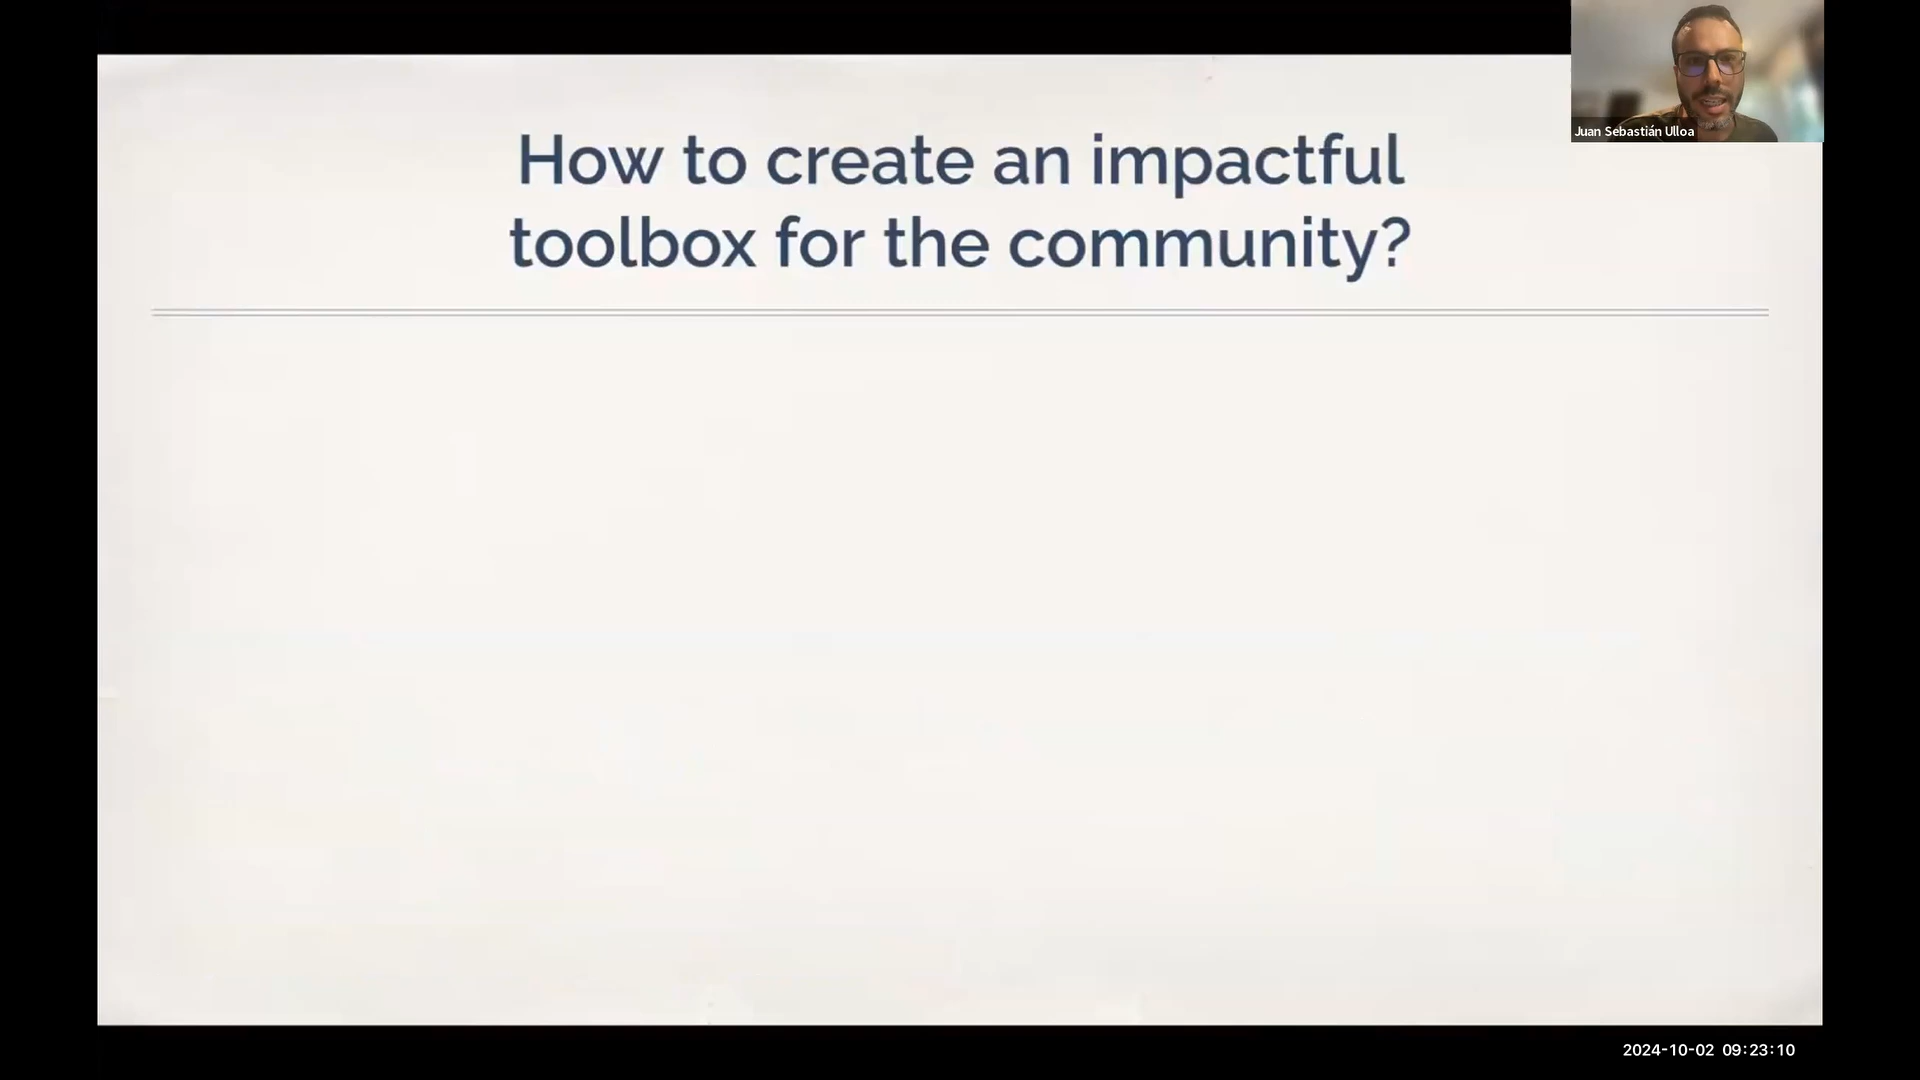 How to create an impactful
toolbox for the community?
Juan Sebastián Ulloa
2024-10-02 09:23:10